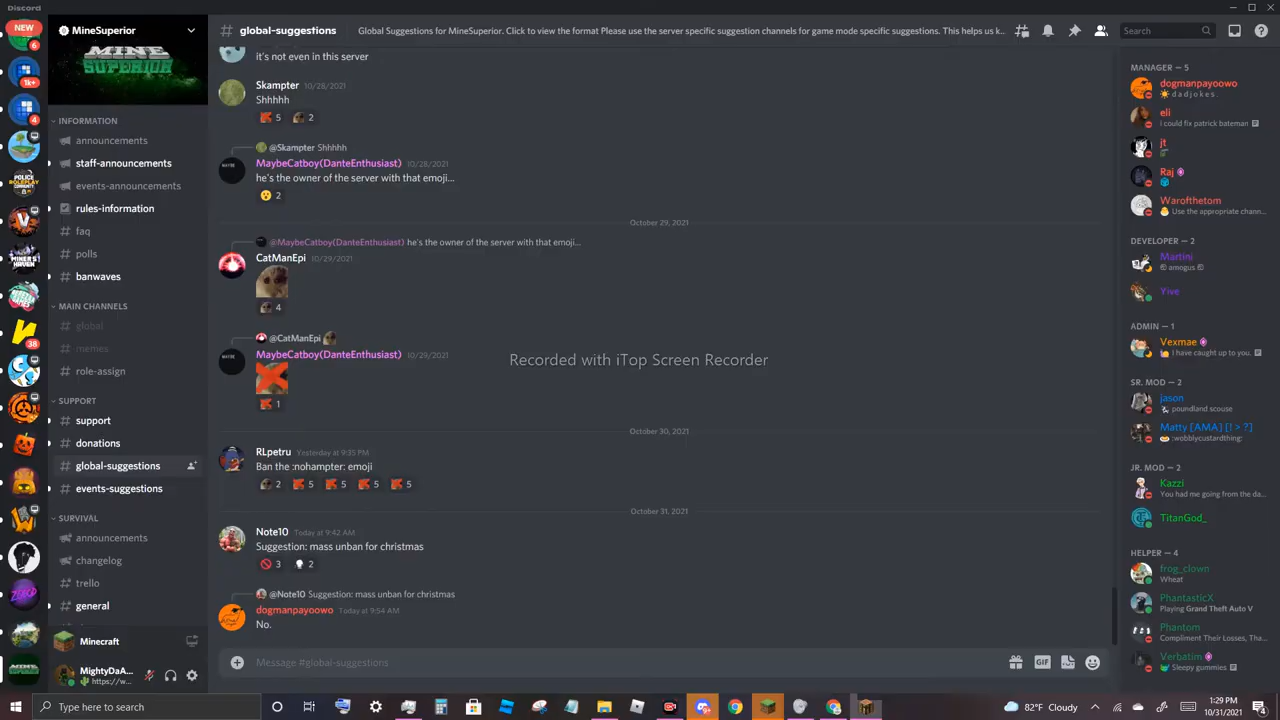 Discord
NEW
6
1K+
4
36
MineSuperior
MINE
SUPERIOR
INFORMATION
announcements
staff-announcements
events-announcements
rules-information
faq
polls
banwaves
MAIN CHANNELS
global
memes
role-assign
SUPPORT
support
donations
global-suggestions
events-suggestions
SURVIVAL
announcements
changelog
trello
general
Minecraft
MightyDaA...
https://w...
global-suggestions
Global Suggestions for MineSuperior. Click to view the format Please use the server specific suggestion channels for game mode specific suggestions. This helps us k...
Search
it's not even in this server
Skampter 10/28/2021
Shhhhh
5 2
@Skampter Shhhhh
MaybeCatboy(DanteEnthusiast) 10/28/2021
he's the owner of the server with that emoji...
2
October 29, 2021
@MaybeCatboy(DanteEnthusiast) he's the owner of the server with that emoji...
CatManEpi 10/29/2021
4
@CatManEpi
MaybeCatboy(DanteEnthusiast) 10/29/2021
1
October 30, 2021
RLpetru Yesterday at 9:35 PM
Ban the :nohampter: emoji
2 5 5 5 5
October 31, 2021
Note10 Today at 9:42 AM
Suggestion: mass unban for christmas
3 2
@Note10 Suggestion: mass unban for christmas
dogmanpayoowo Today at 9:54 AM
No.
Message #global-suggestions
GIF
Recorded with iTop Screen Recorder
MANAGER — 5
dogmanpayoowo
dadjokes.
eli
I could fix patrick bateman
jt
Raj
Warofthetom
Use the appropriate chann...
DEVELOPER — 2
Martini
amogus
Yive
ADMIN — 1
Vexmae
I have caught up to you.
SR. MOD — 2
jason
poundland scouse
Matty [AMA] [! > ?]
:wobblycustardthing:
JR. MOD — 2
Kazzi
You had me going from the da...
TitanGod_
HELPER — 4
frog_clown
Wheat
PhantasticX
Playing Grand Theft Auto V
Phantom
Compliment Their Losses, Tha...
Verbatim
Sleepy gummies
Type here to search
82°F Cloudy
1:29 PM
10/31/2021